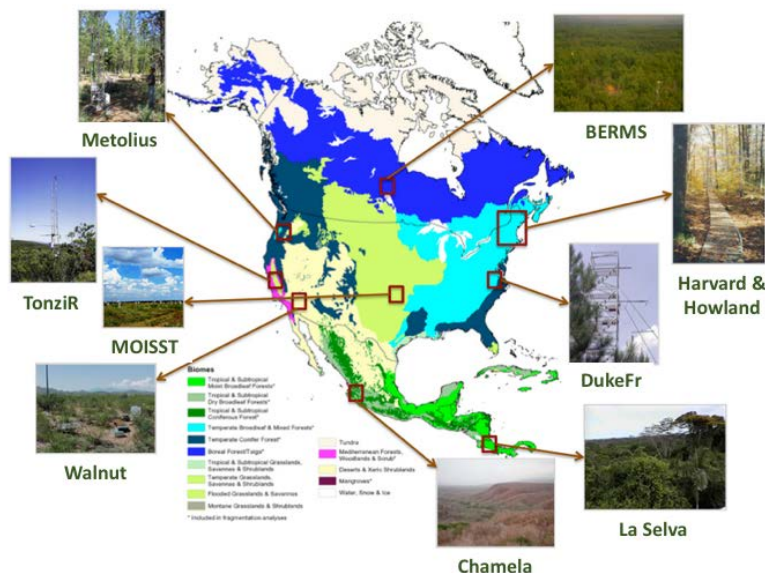 Metolius
BERMS
TonziR
MOISST
Harvard &
Howland
DukeFr
Walnut
Biomes
Tropical & Subtropical
Moist Broadleaf Forests*
Tropical & Subtropical
Dry Broadleaf Forests*
Tropical & Subtropical
Coniferous Forest*
Temperate Broadleaf & Mixed Forests*
Temperate Conifer Forest*
Boreal Forest/Taiga*
Tropical & Subtropical Grasslands,
Savannas & Shrublands
Temperate Grasslands,
Savannas & Shrublands
Flooded Grasslands & Savannas
Montane Grasslands & Shrublands
* Included in fragmentation analyses
Tundra
Mediterranean Forests,
Woodlands & Scrub*
Deserts & Xeric Shrublands
Mangroves*
Water, Snow & Ice
La Selva
Chamela